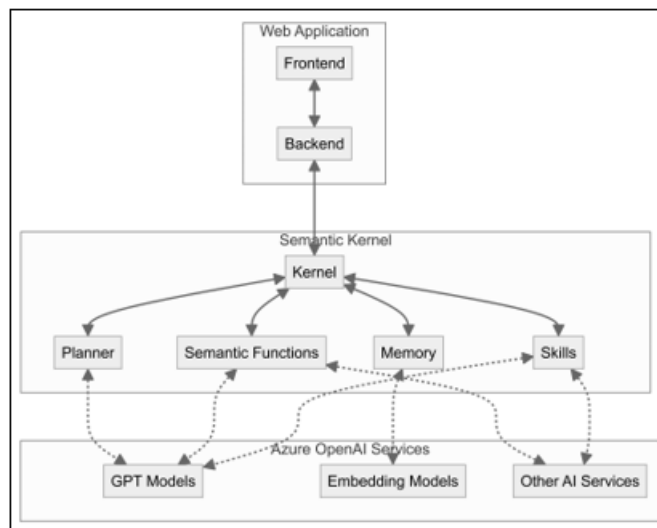 Web Application
Frontend
Backend
Semantic Kernel
Kernel
Planner Semantic Functions Memory Skills
Azure OpenAI Services
GPT Models Embedding Models Other AI Services